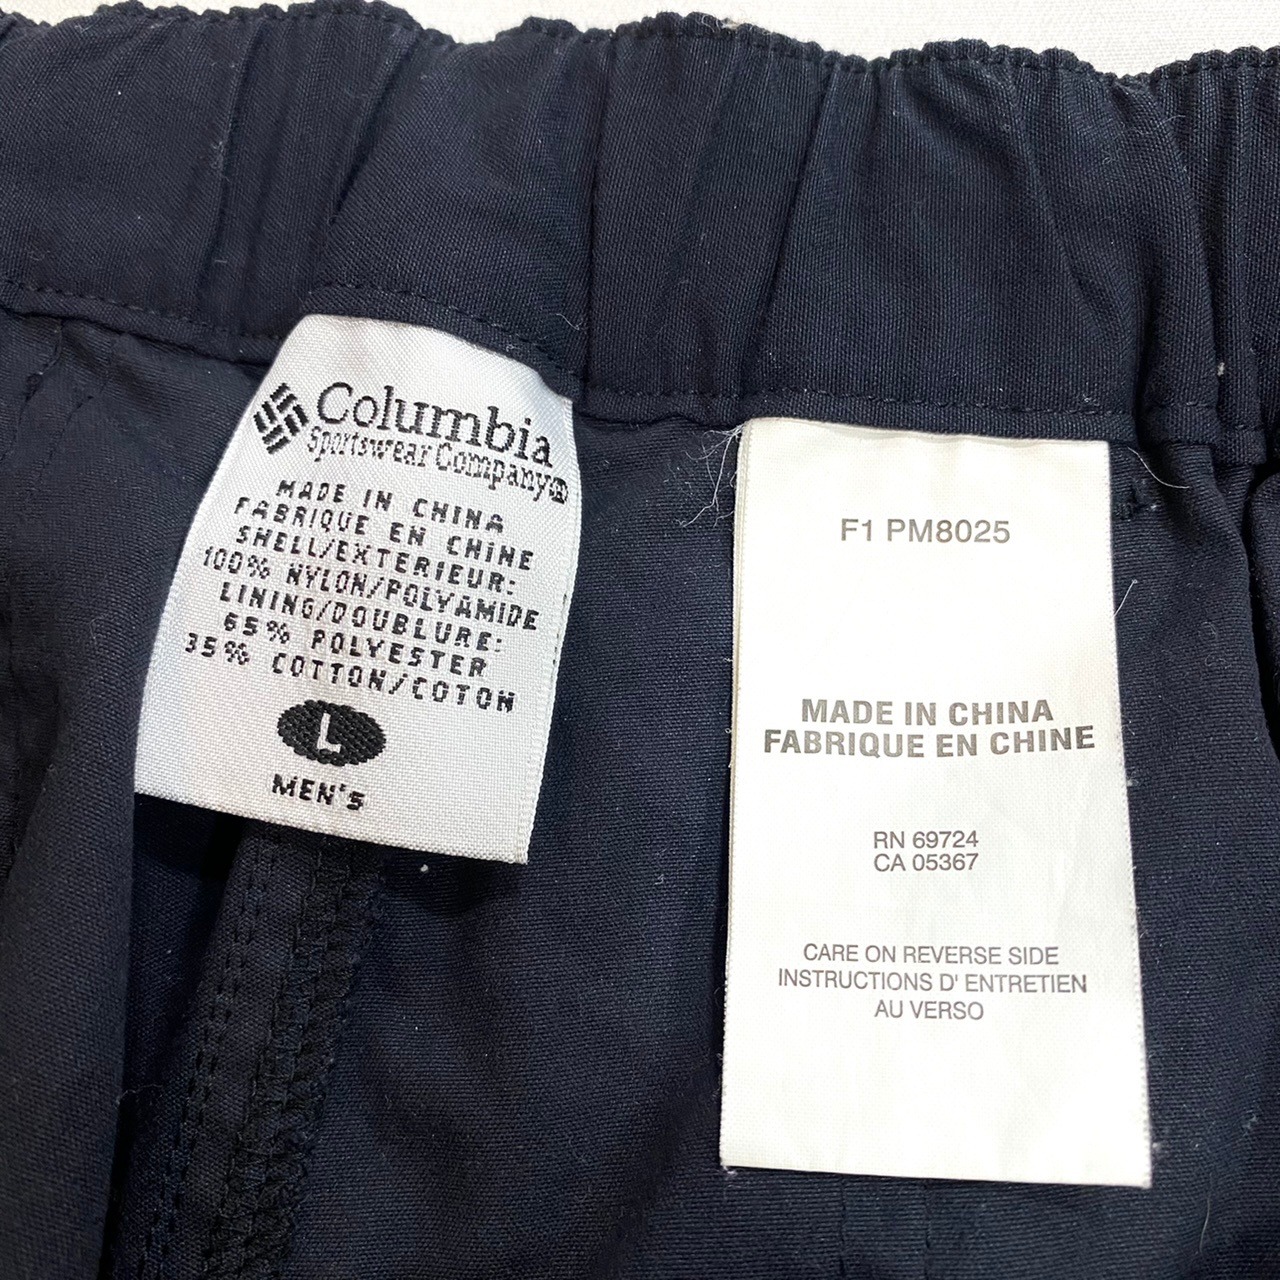 Columbia
Sportswear Company®
MADE IN CHINA
FABRIQUE EN CHINE
SHELL/EXTERIEUR:
100% NYLON/POLYAMIDE
LINING/DOUBLURE:
65% POLYESTER
35% COTTON/COTON
L
MEN'S
F1 PM8025
MADE IN CHINA
FABRIQUE EN CHINE
RN 69724
CA 05367
CARE ON REVERSE SIDE
INSTRUCTIONS D' ENTRETIEN
AU VERSO